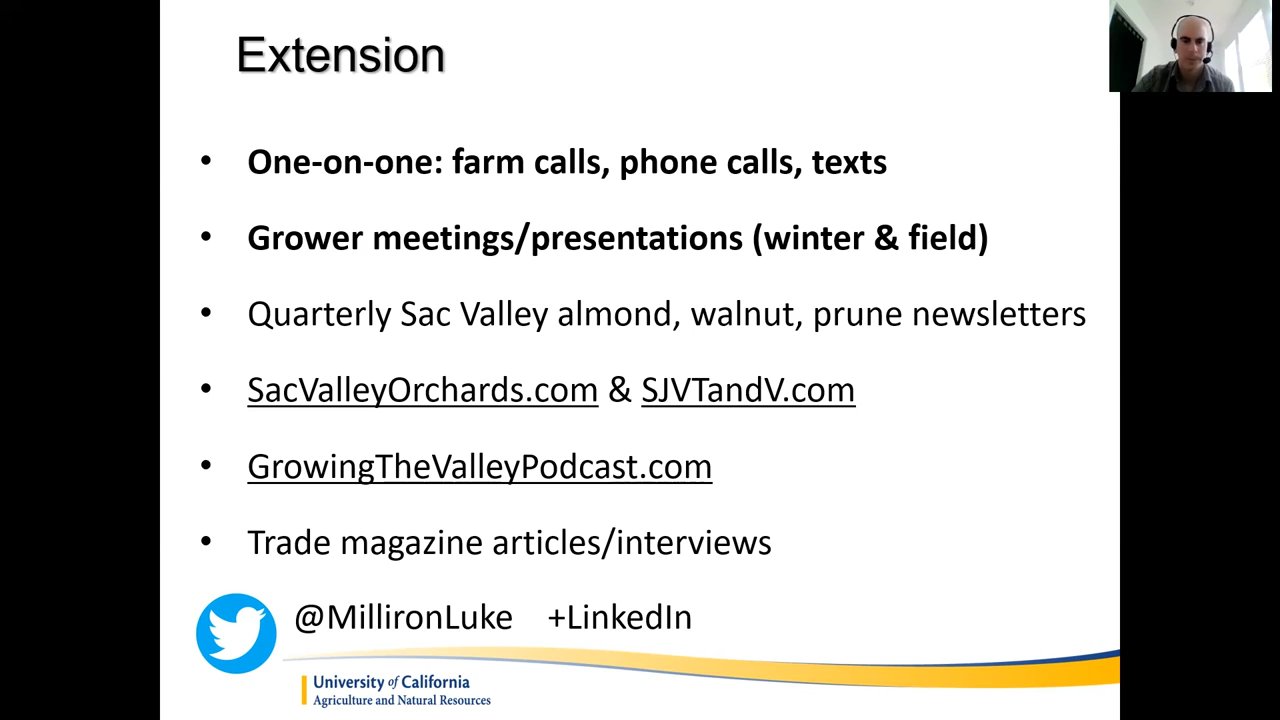 Extension
• One-on-one: farm calls, phone calls, texts
• Grower meetings/presentations (winter & field)
• Quarterly Sac Valley almond, walnut, prune newsletters
• SacValleyOrchards.com & SJVTandV.com
• GrowingTheValleyPodcast.com
• Trade magazine articles/interviews
@MillironLuke +LinkedIn
University of California
Agriculture and Natural Resources